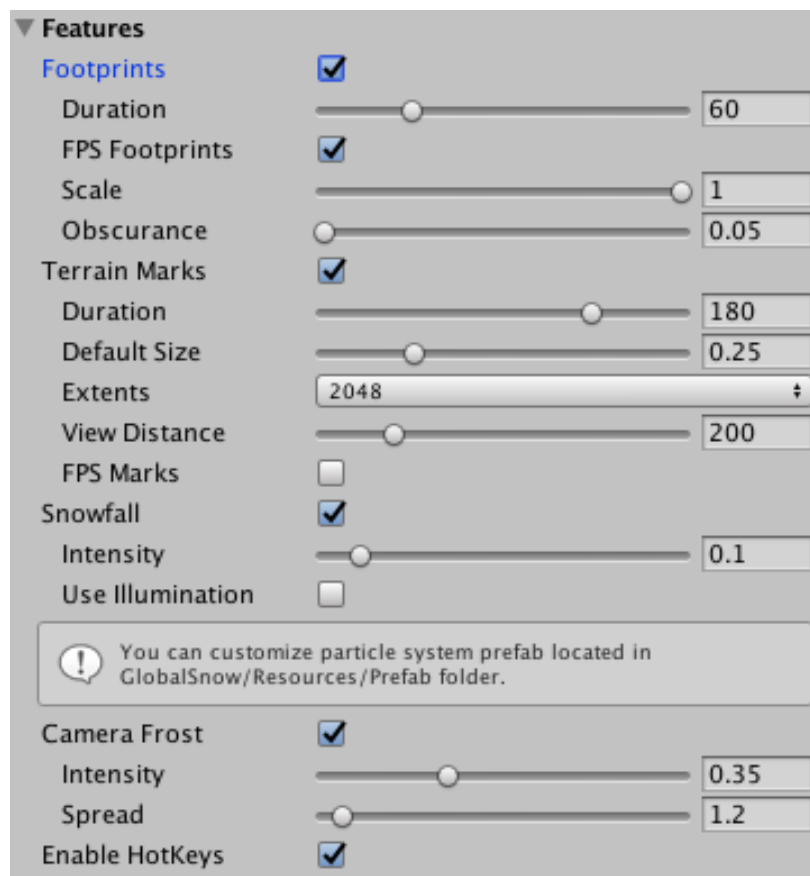 Features
Footprints
Duration 60
FPS Footprints
Scale 1
Obscurance 0.05
Terrain Marks
Duration 180
Default Size 0.25
Extents 2048
View Distance 200
FPS Marks
Snowfall
Intensity 0.1
Use Illumination
You can customize particle system prefab located in
GlobalSnow/Resources/Prefab folder.
Camera Frost
Intensity 0.35
Spread 1.2
Enable HotKeys